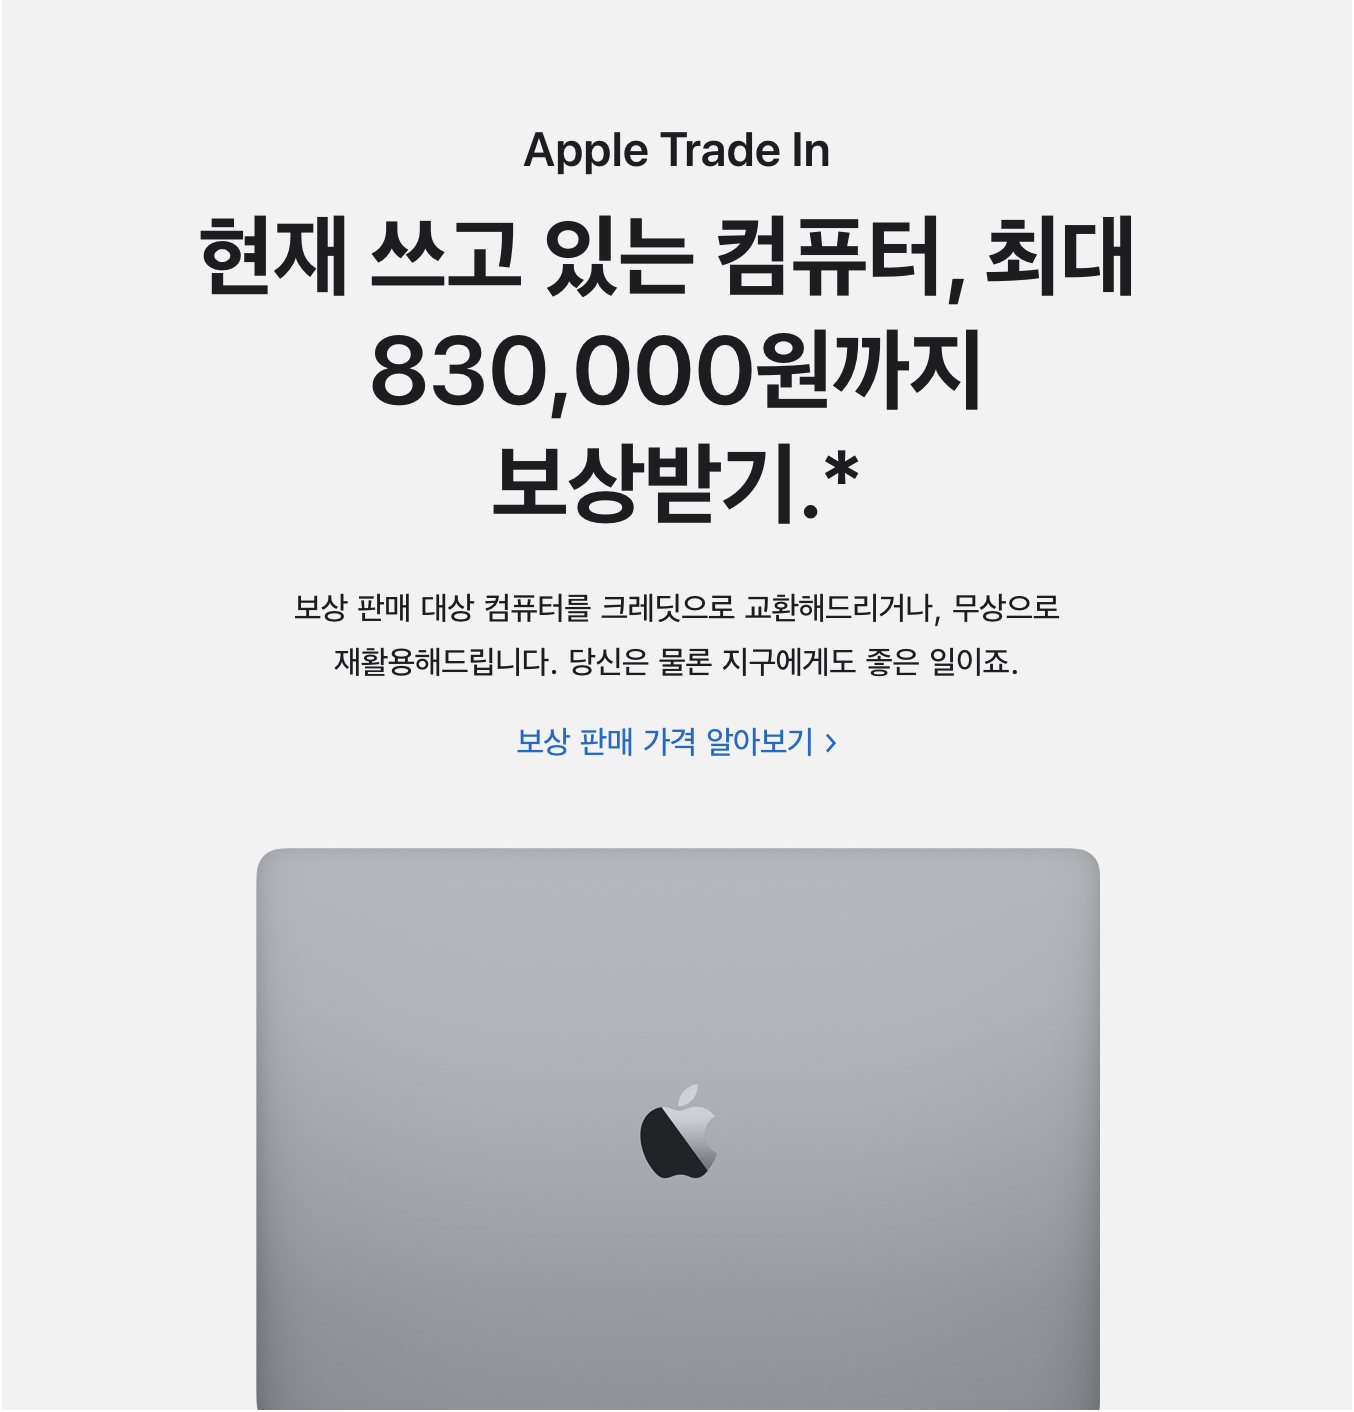 Apple Trade In
현재 쓰고 있는 컴퓨터, 최대
830,000원까지
보상받기.*
보상 판매 대상 컴퓨터를 크레딧으로 교환해드리거나, 무상으로
재활용해드립니다. 당신은 물론 지구에게도 좋은 일이죠.
보상 판매 가격 알아보기 >